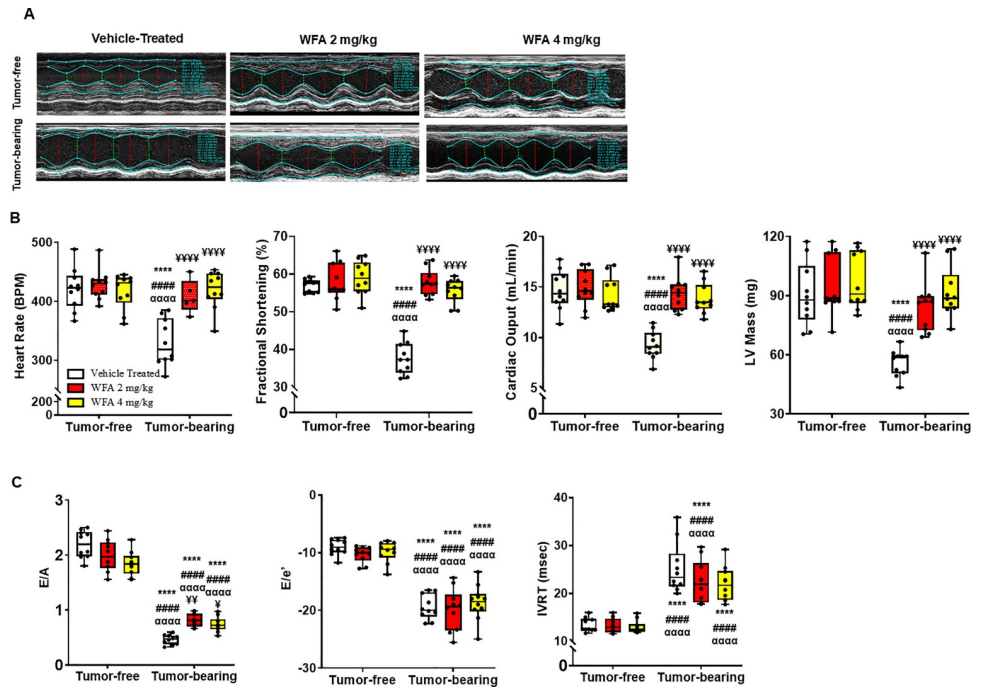 A
Vehicle-Treated
WFA 2 mg/kg
WFA 4 mg/kg
Tumor-free
Tumor-bearing
B
Heart Rate (BPM)
500
400
300
200
0
****
####
αααα
¥¥¥¥
¥¥¥¥
Vehicle Treated
WFA 2 mg/kg
WFA 4 mg/kg
Tumor-free
Tumor-bearing
Fractional Shortening (%)
70
60
50
40
30
0
****
####
αααα
¥¥¥¥
¥¥¥¥
Tumor-free
Tumor-bearing
Cardiac Ouput (mL/min)
20
15
10
5
0
****
####
αααα
¥¥¥¥
¥¥¥¥
Tumor-free
Tumor-bearing
LV Mass (mg)
120
90
60
30
****
####
αααα
¥¥¥¥
¥¥¥¥
Tumor-free
Tumor-bearing
C
E/A
3
2
1
0
****
####
αααα
****
####
αααα
¥¥
****
####
αααα
¥
Tumor-free
Tumor-bearing
E/e'
-0
-10
-20
-30
****
####
αααα
****
####
αααα
****
####
αααα
Tumor-free
Tumor-bearing
IVRT (msec)
40
30
20
10
0
****
####
αααα
****
####
αααα
****
####
αααα
Tumor-free
Tumor-bearing